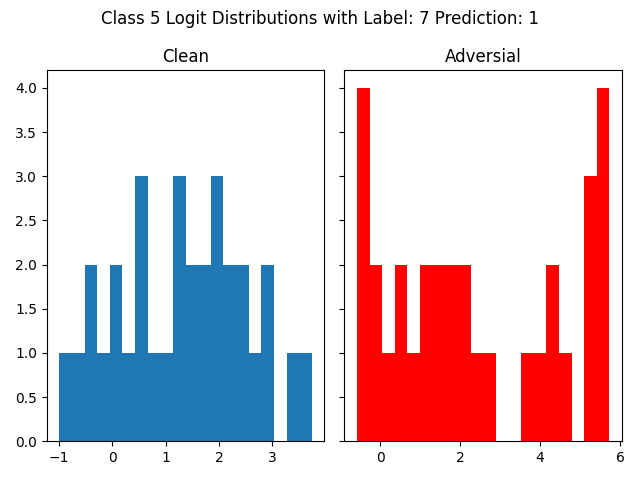 Class 5 Logit Distributions with Label: 7 Prediction: 1
Clean
Adversial
4.0
3.5
3.0
2.5
2.0
1.5
1.0
0.5
0.0
−1 0 1 2 3
0 2 4 6